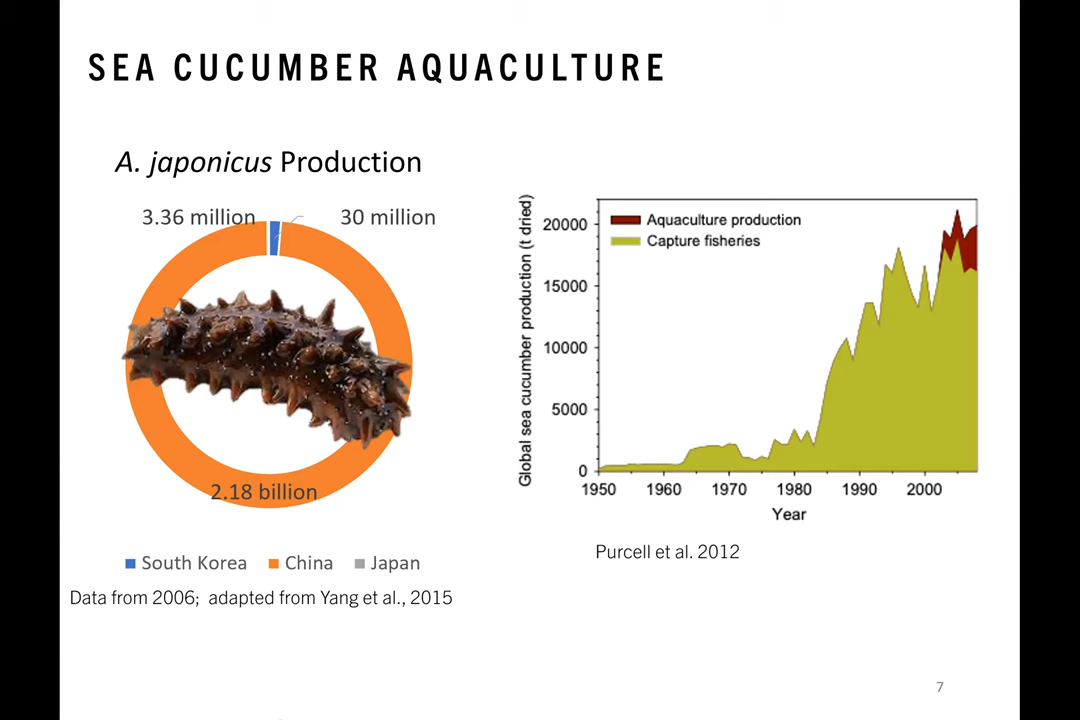 SEA CUCUMBER AQUACULTURE
A. japonicus Production
3.36 million
30 million
2.18 billion
South Korea China Japan
Data from 2006; adapted from Yang et al., 2015
Global sea cucumber production (t dried)
Aquaculture production
Capture fisheries
20000
15000
10000
5000
0
1950 1960 1970 1980 1990 2000
Year
Purcell et al. 2012
7